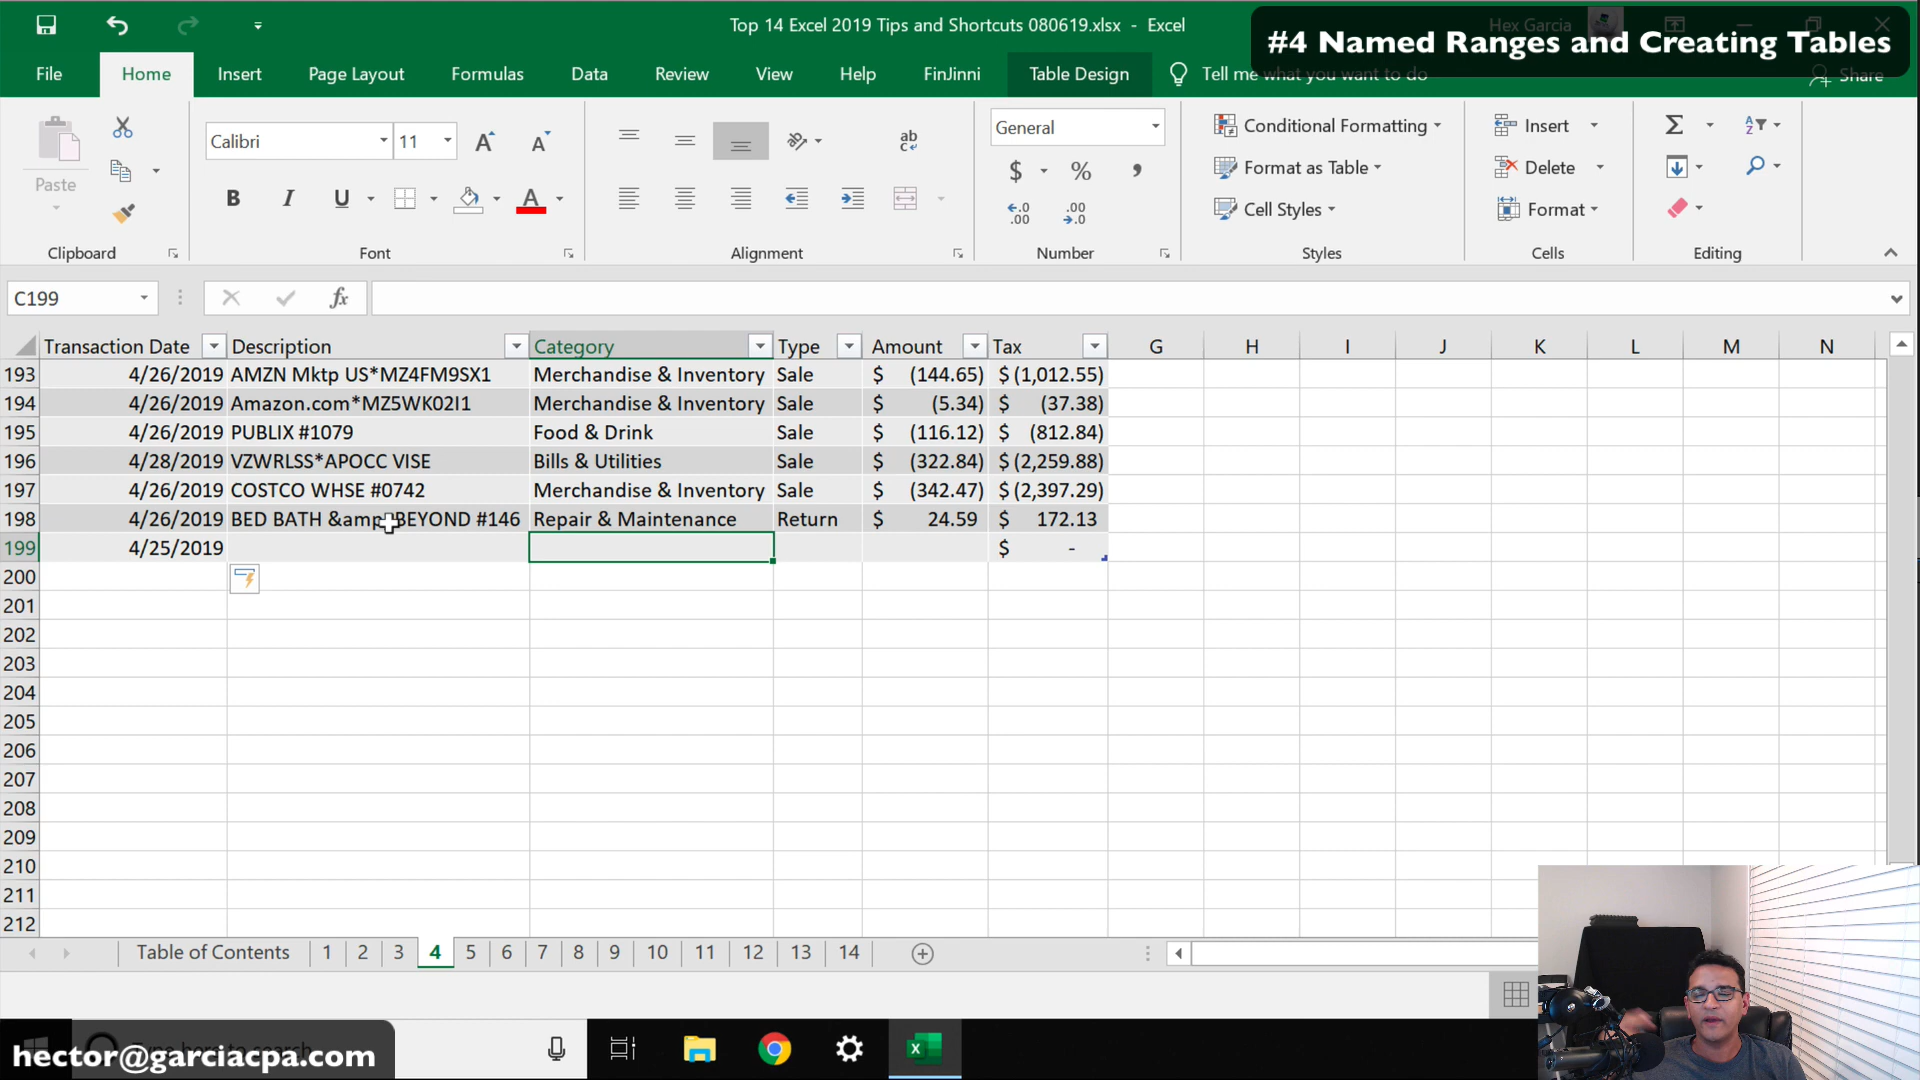 Top 14 Excel 2019 Tips and Shortcuts 080619.xlsx - Excel
Hex Garcia
#4 Named Ranges and Creating Tables
File Home Insert Page Layout Formulas Data Review View Help FinJinni Table Design Tell me what you want to do Share
Paste
Calibri 11
B I U A
General
$ % ,
Conditional Formatting
Format as Table
Cell Styles
Insert
Delete
Format
Clipboard Font Alignment Number Styles Cells Editing
C199 fx
Transaction Date Description Category Type Amount Tax G H I J K L M N
193 4/26/2019 AMZN Mktp US*MZ4FM9SX1 Merchandise & Inventory Sale $ (144.65) $ (1,012.55)
194 4/26/2019 Amazon.com*MZ5WK02I1 Merchandise & Inventory Sale $ (5.34) $ (37.38)
195 4/26/2019 PUBLIX #1079 Food & Drink Sale $ (116.12) $ (812.84)
196 4/28/2019 VZWRLSS*APOCC VISE Bills & Utilities Sale $ (322.84) $ (2,259.88)
197 4/26/2019 COSTCO WHSE #0742 Merchandise & Inventory Sale $ (342.47) $ (2,397.29)
198 4/26/2019 BED BATH &amp; BEYOND #146 Repair & Maintenance Return $ 24.59 $ 172.13
199 4/25/2019 $ -
200
201
202
203
204
205
206
207
208
209
210
211
212
Table of Contents 1 2 3 4 5 6 7 8 9 10 11 12 13 14
hector@garciacpa.com